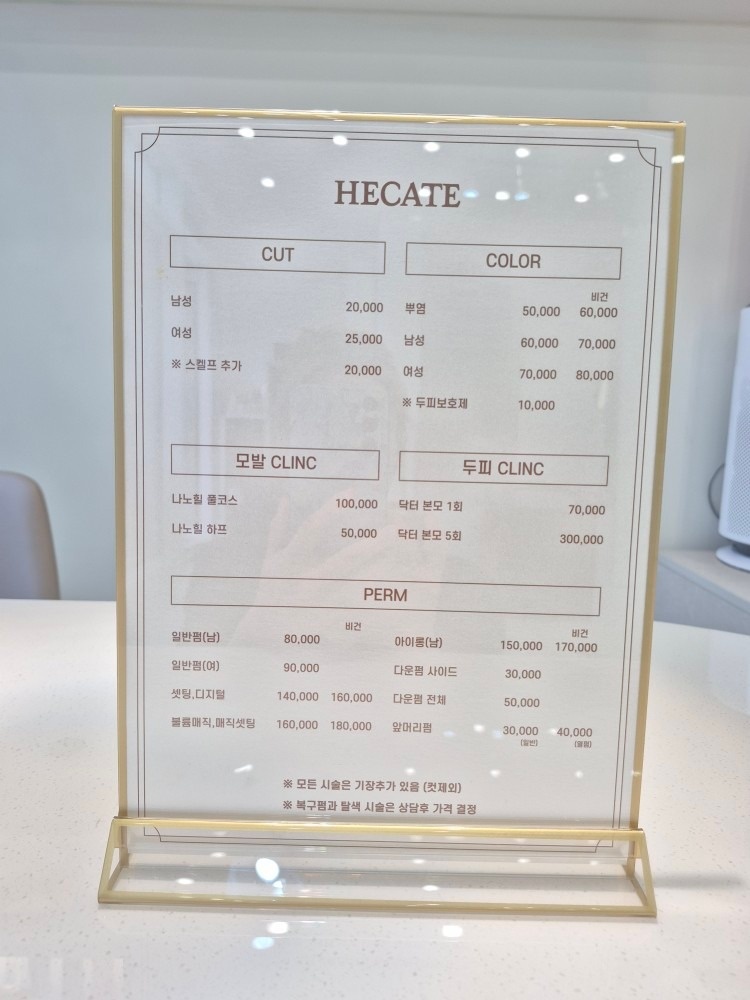 HECATE
CUT
남성 20,000
여성 25,000
※ 스켈프 추가 20,000
COLOR
비건
뿌염 50,000 60,000
남성 60,000 70,000
여성 70,000 80,000
※ 두피보호제 10,000
모발 CLINC
나노힐 풀코스 100,000
나노힐 하프 50,000
두피 CLINC
닥터 본모 1회 70,000
닥터 본모 5회 300,000
PERM
비건
일반펌(남) 80,000
일반펌(여) 90,000
셋팅,디지털 140,000 160,000
볼륨매직,매직셋팅 160,000 180,000
비건
아이롱(남) 150,000 170,000
다운펌 사이드 30,000
다운펌 전체 50,000
앞머리펌 30,000 40,000
(일반) (열펌)
※ 모든 시술은 기장추가 있음 (컷제외)
※ 복구펌과 탈색 시술은 상담후 가격 결정